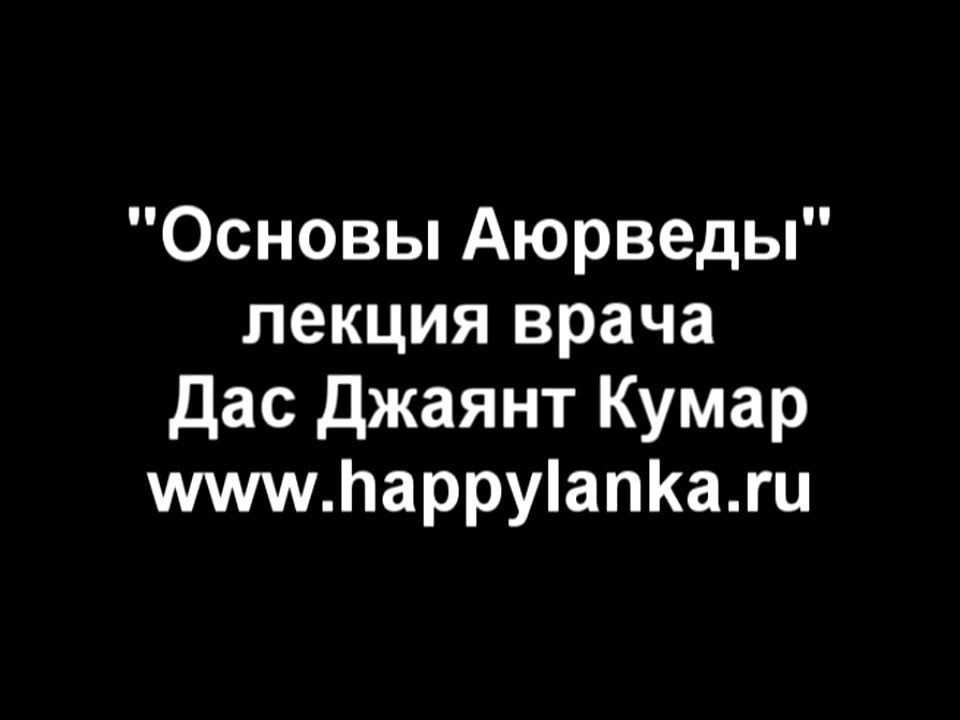 "Основы Аюрведы"
лекция врача
Дас Джаянт Кумар
www.happylanka.ru